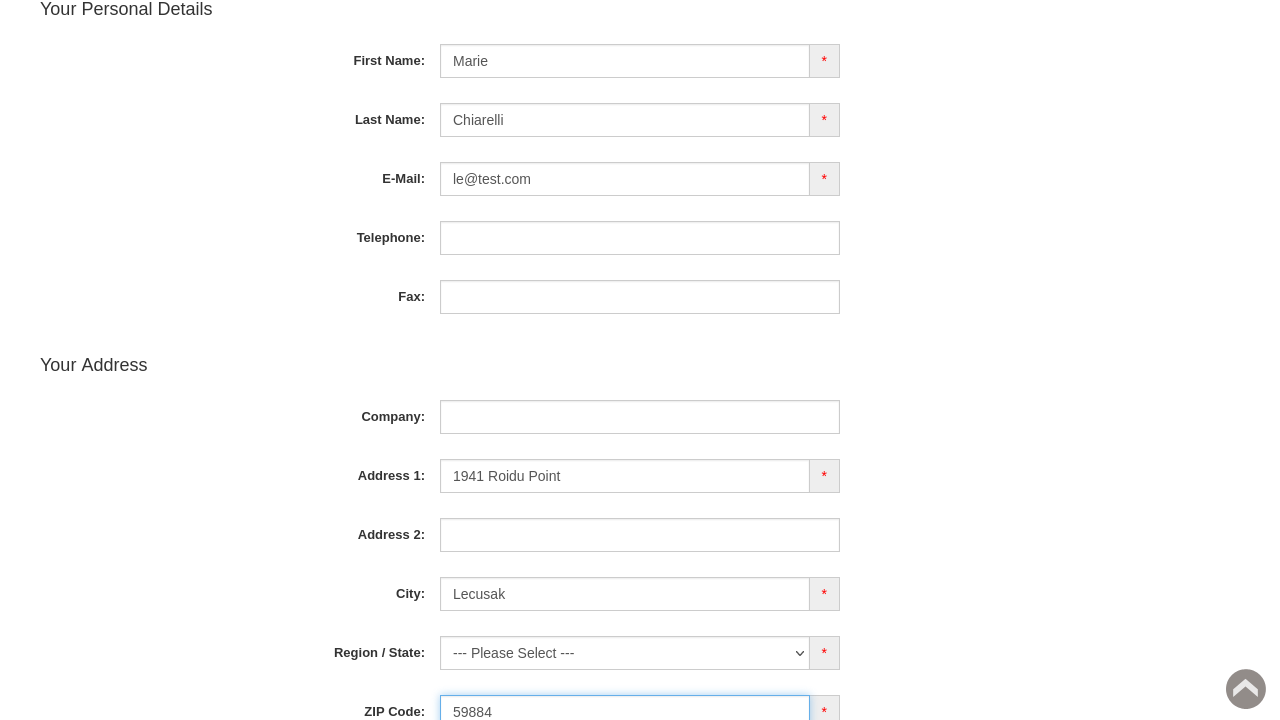 Your Personal Details
First Name: Marie *
Last Name: Chiarelli *
E-Mail: le@test.com *
Telephone:
Fax:
Your Address
Company:
Address 1: 1941 Roidu Point *
Address 2:
City: Lecusak *
Region / State: --- Please Select --- *
ZIP Code: 59884 *